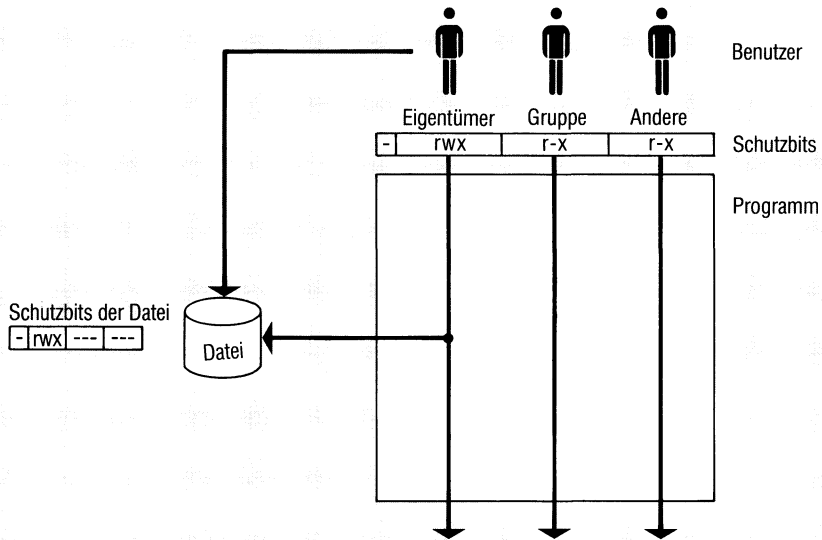 Benutzer
Eigentümer Gruppe Andere
- rwx r-x r-x Schutzbits
Programm
Schutzbits der Datei
- rwx --- ---
Datei